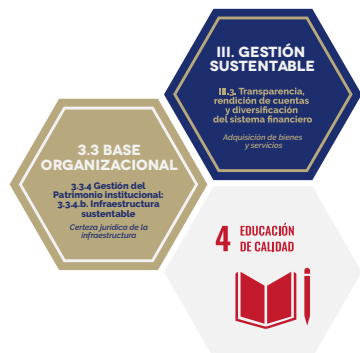 III. GESTIÓN
SUSTENTABLE
III.3. Transparencia,
rendición de cuentas
y diversificación
del sistema financiero
Adquisición de bienes
y servicios
3.3 BASE
ORGANIZACIONAL
3.3.4 Gestión del
Patrimonio institucional:
3.3.4.b. Infraestructura
sustentable
Certeza jurídica de la
infraestructura
4 EDUCACIÓN
DE CALIDAD